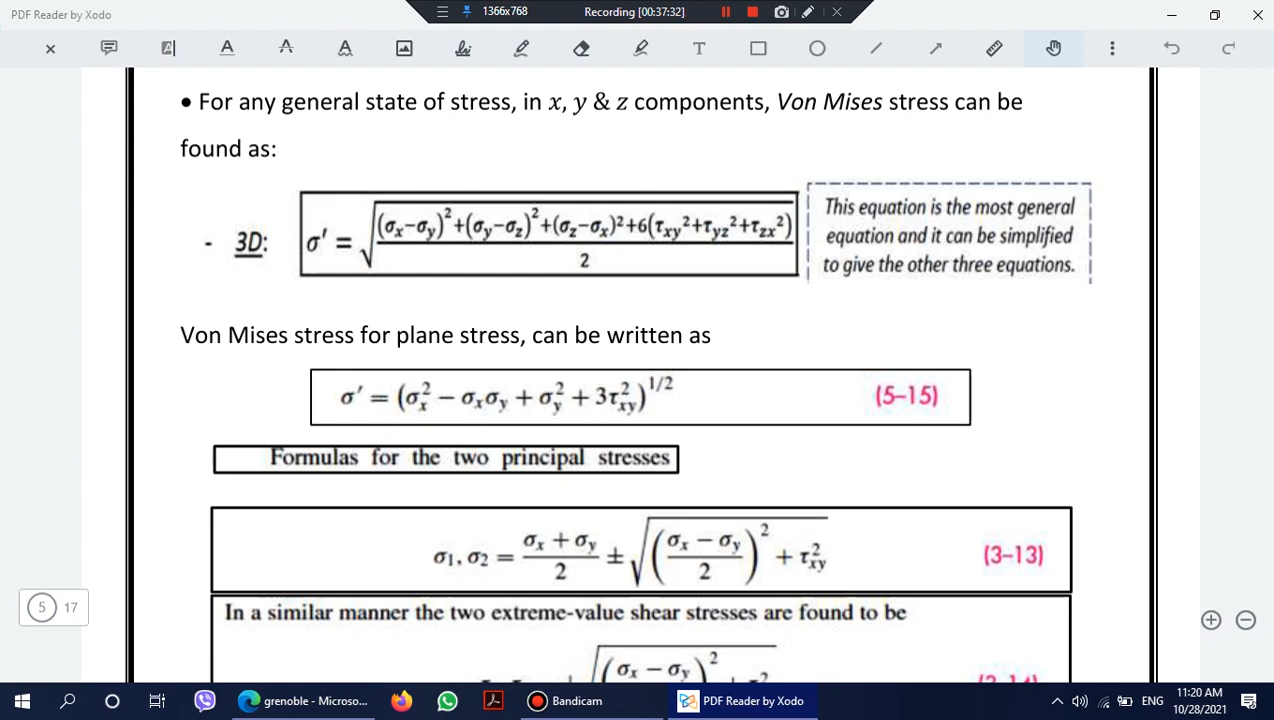 PDF Reader by Xodo
1366x768
Recording [00:37:32]
• For any general state of stress, in x, y & z components, Von Mises stress can be
found as:
- 3D: σ' = √(((σx−σy)²+(σy−σz)²+(σz−σx)²+6(τxy²+τyz²+τzx²))/2)
This equation is the most general
equation and it can be simplified
to give the other three equations.
Von Mises stress for plane stress, can be written as
σ' = (σx² − σxσy + σy² + 3τxy²)^1/2 (5–15)
Formulas for the two principal stresses
σ1, σ2 = (σx + σy)/2 ± √(((σx − σy)/2)² + τxy²) (3–13)
In a similar manner the two extreme-value shear stresses are found to be
5 17
grenoble - Microso...
Bandicam
PDF Reader by Xodo
ENG
11:20 AM
10/28/2021